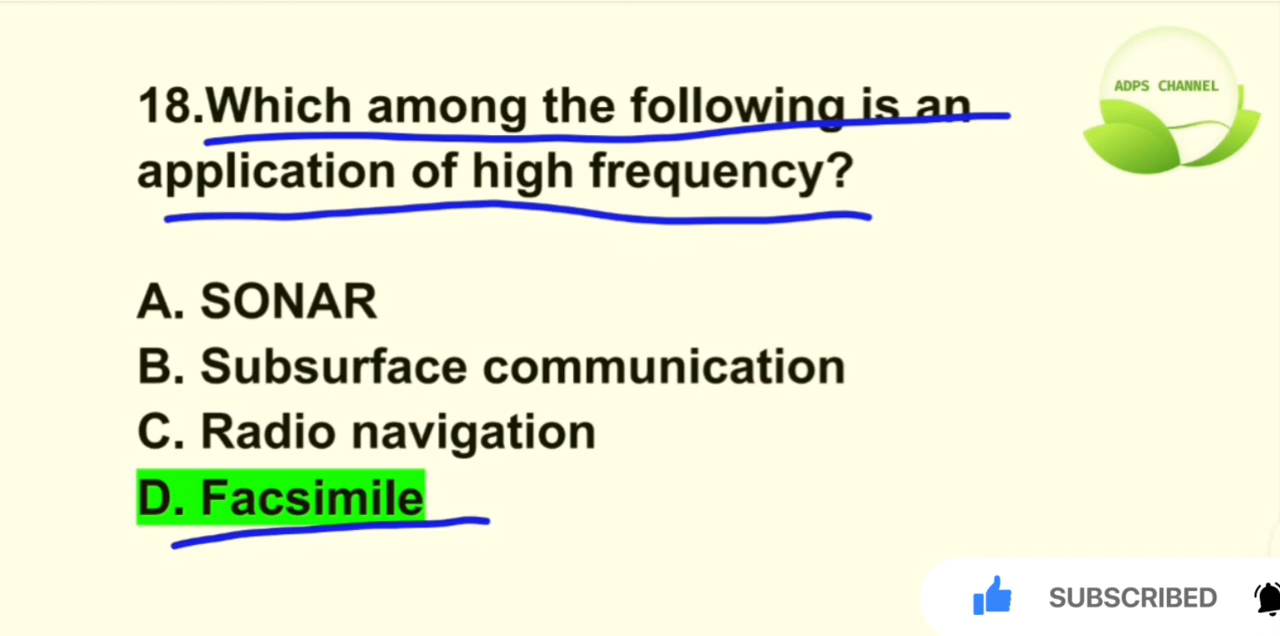 ADPS CHANNEL
18.Which among the following is an
application of high frequency?
A. SONAR
B. Subsurface communication
C. Radio navigation
D. Facsimile
SUBSCRIBED